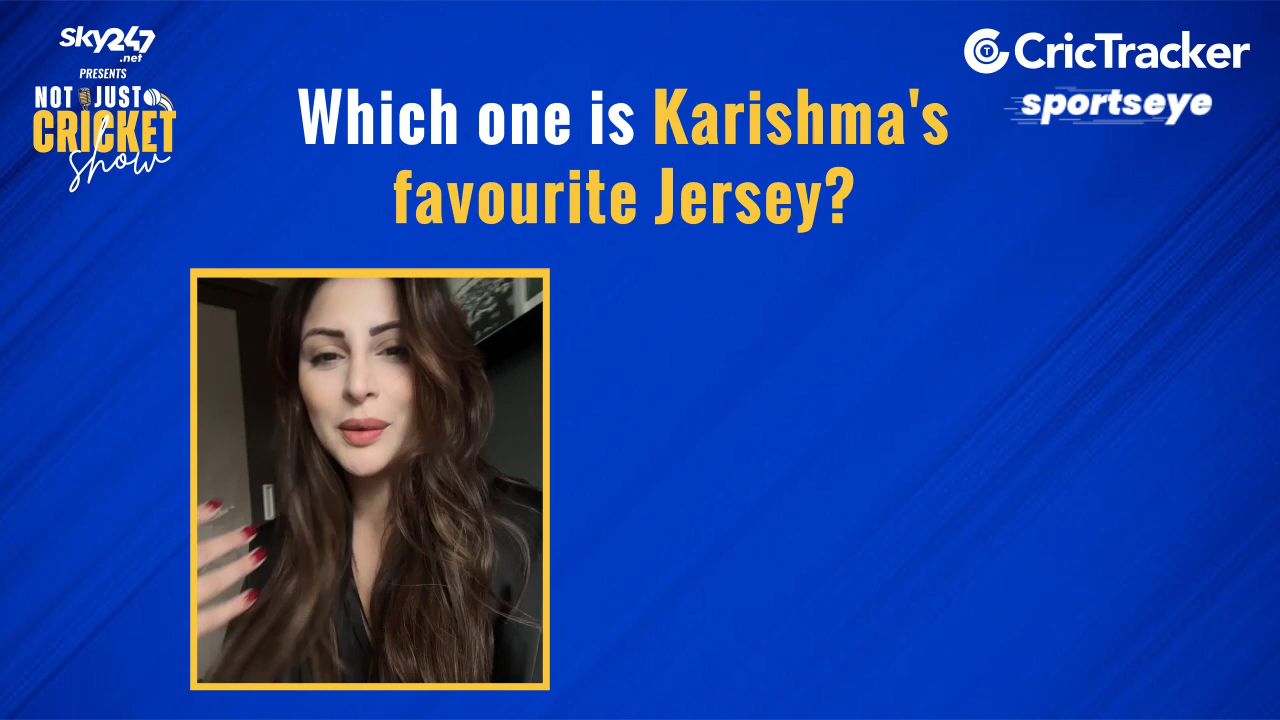 sky247
.net
PRESENTS
NOT JUST
CRICKET
Show
Which one is Karishma's
favourite Jersey?
CricTracker
sportseye